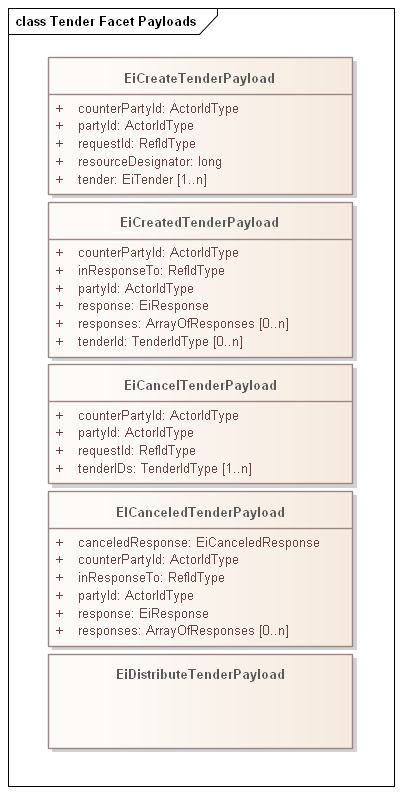 class Tender Facet Payloads
EiCreateTenderPayload
+ counterPartyId: ActorIdType
+ partyId: ActorIdType
+ requestId: RefIdType
+ resourceDesignator: long
+ tender: EiTender [1..n]
EiCreatedTenderPayload
+ counterPartyId: ActorIdType
+ inResponseTo: RefIdType
+ partyId: ActorIdType
+ response: EiResponse
+ responses: ArrayOfResponses [0..n]
+ tenderId: TenderIdType [0..n]
EiCancelTenderPayload
+ counterPartyId: ActorIdType
+ partyId: ActorIdType
+ requestId: RefIdType
+ tenderIDs: TenderIdType [1..n]
EICanceledTenderPayload
+ canceledResponse: EiCanceledResponse
+ counterPartyId: ActorIdType
+ inResponseTo: RefIdType
+ partyId: ActorIdType
+ response: EiResponse
+ responses: ArrayOfResponses [0..n]
EiDistributeTenderPayload